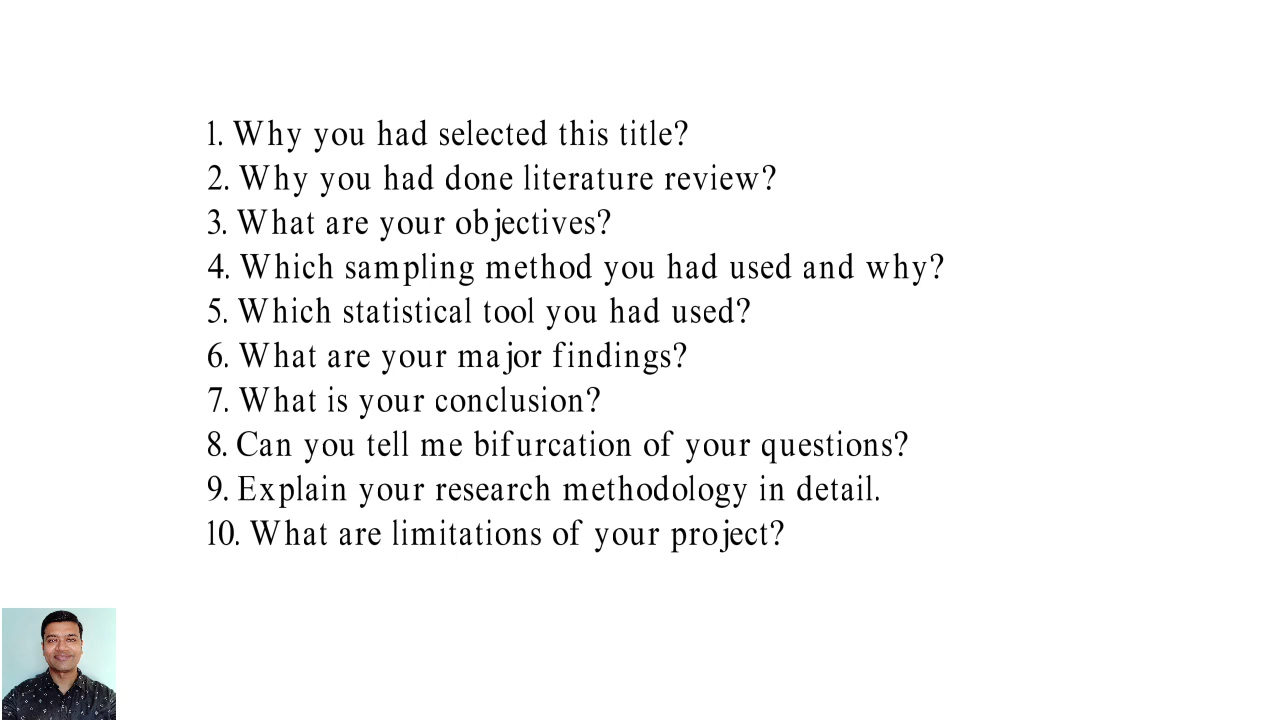 1. Why you had selected this title?
2. Why you had done literature review?
3. What are your objectives?
4. Which sampling method you had used and why?
5. Which statistical tool you had used?
6. What are your major findings?
7. What is your conclusion?
8. Can you tell me bifurcation of your questions?
9. Explain your research methodology in detail.
10. What are limitations of your project?